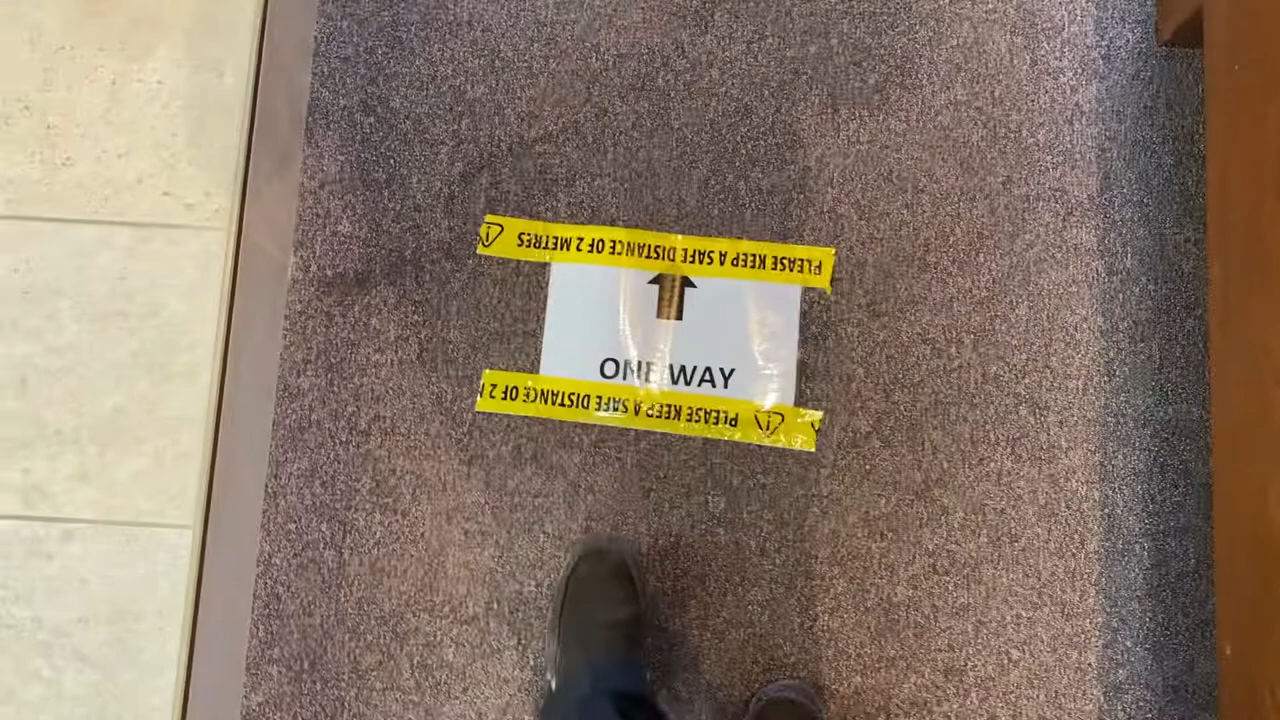 PLEASE KEEP A SAFE DISTANCE OF 2 METRES
ONE WAY
PLEASE KEEP A SAFE DISTANCE OF 2